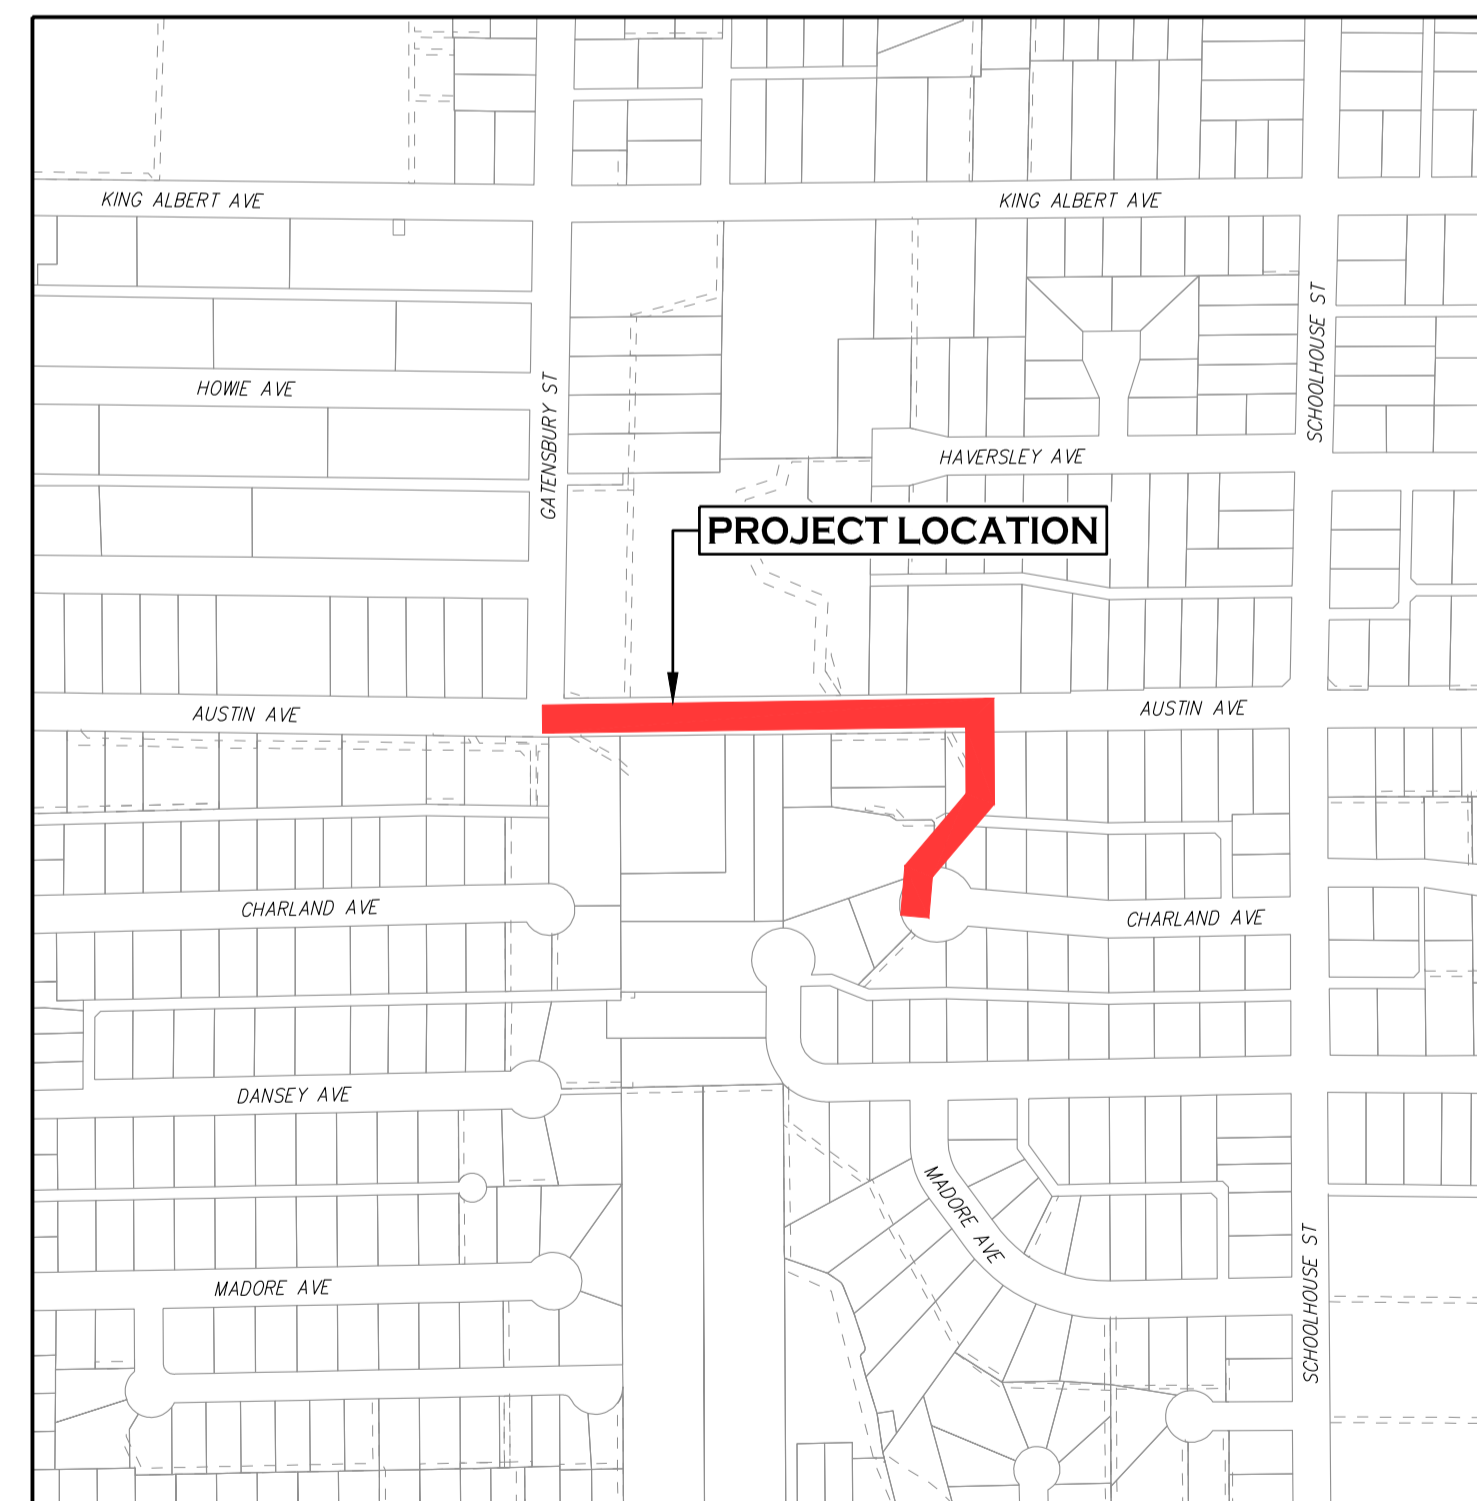 KING ALBERT AVE
KING ALBERT AVE
SCHOOLHOUSE ST
HOWIE AVE
GATENSBURY ST
HAVERSLEY AVE
PROJECT LOCATION
AUSTIN AVE
AUSTIN AVE
CHARLAND AVE
CHARLAND AVE
DANSEY AVE
MADORE AVE
MADORE AVE
SCHOOLHOUSE ST